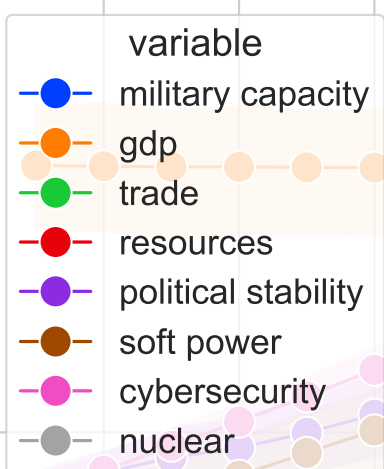 variable
military capacity
gdp
trade
resources
political stability
soft power
cybersecurity
nuclear